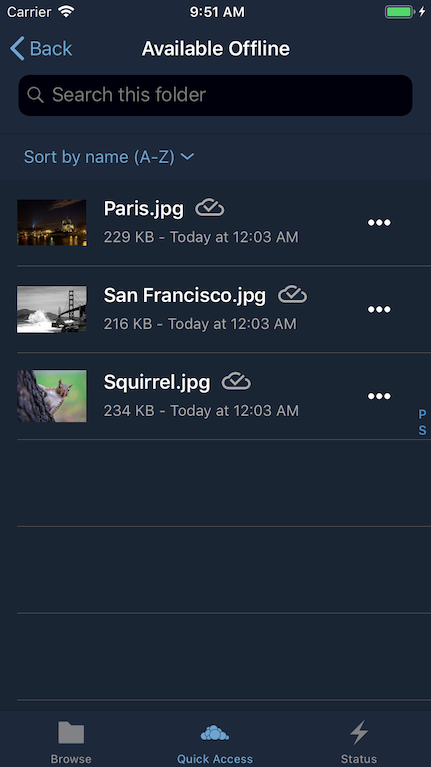 Carrier 9:51 AM
Back Available Offline
Search this folder
Sort by name (A-Z)
Paris.jpg
229 KB - Today at 12:03 AM
San Francisco.jpg
216 KB - Today at 12:03 AM
Squirrel.jpg
234 KB - Today at 12:03 AM
P
S
Browse Quick Access Status